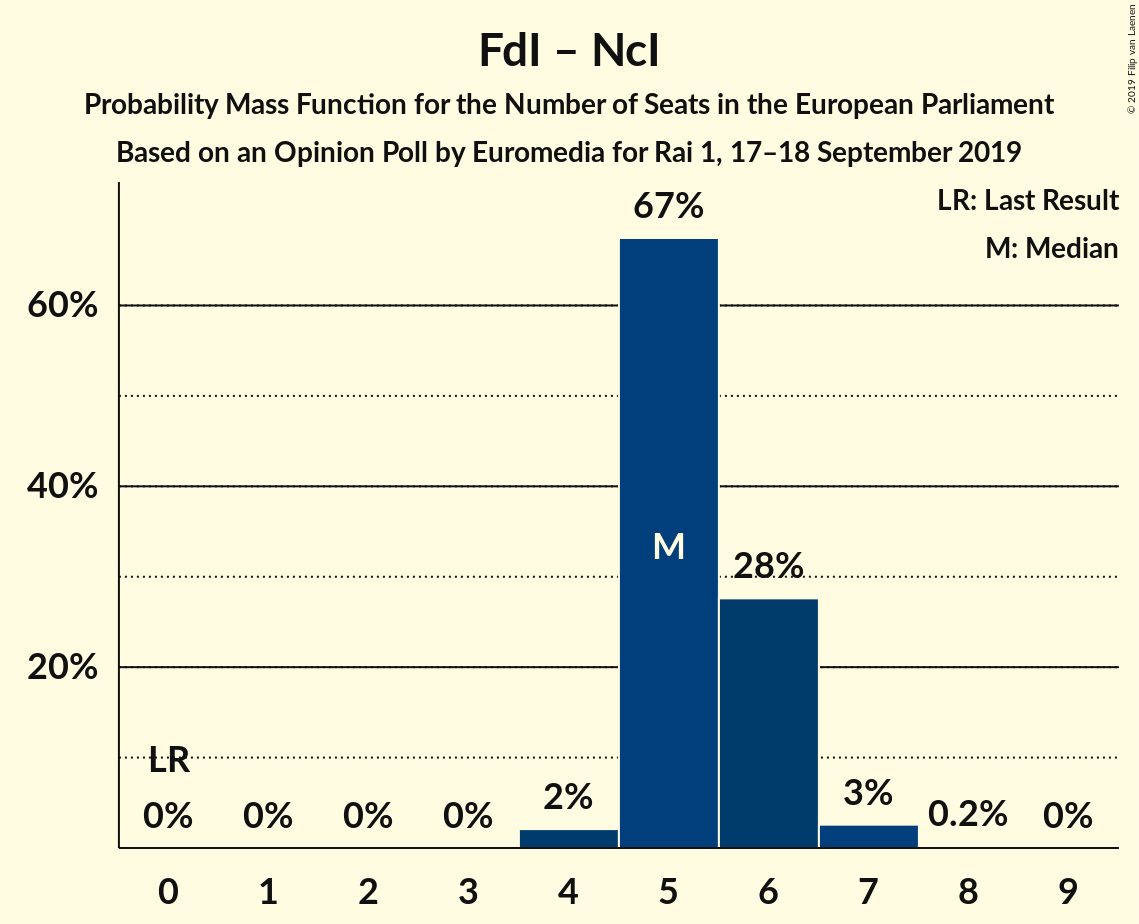 FdI – NcI
Probability Mass Function for the Number of Seats in the European Parliament
Based on an Opinion Poll by Euromedia for Rai 1, 17–18 September 2019
© 2019 Filip van Laenen
LR: Last Result
M: Median
67%
60%
40%
M
28%
20%
LR
0%
0%
0%
0%
2%
3%
0.2%
0%
0
1
2
3
4
5
6
7
8
9